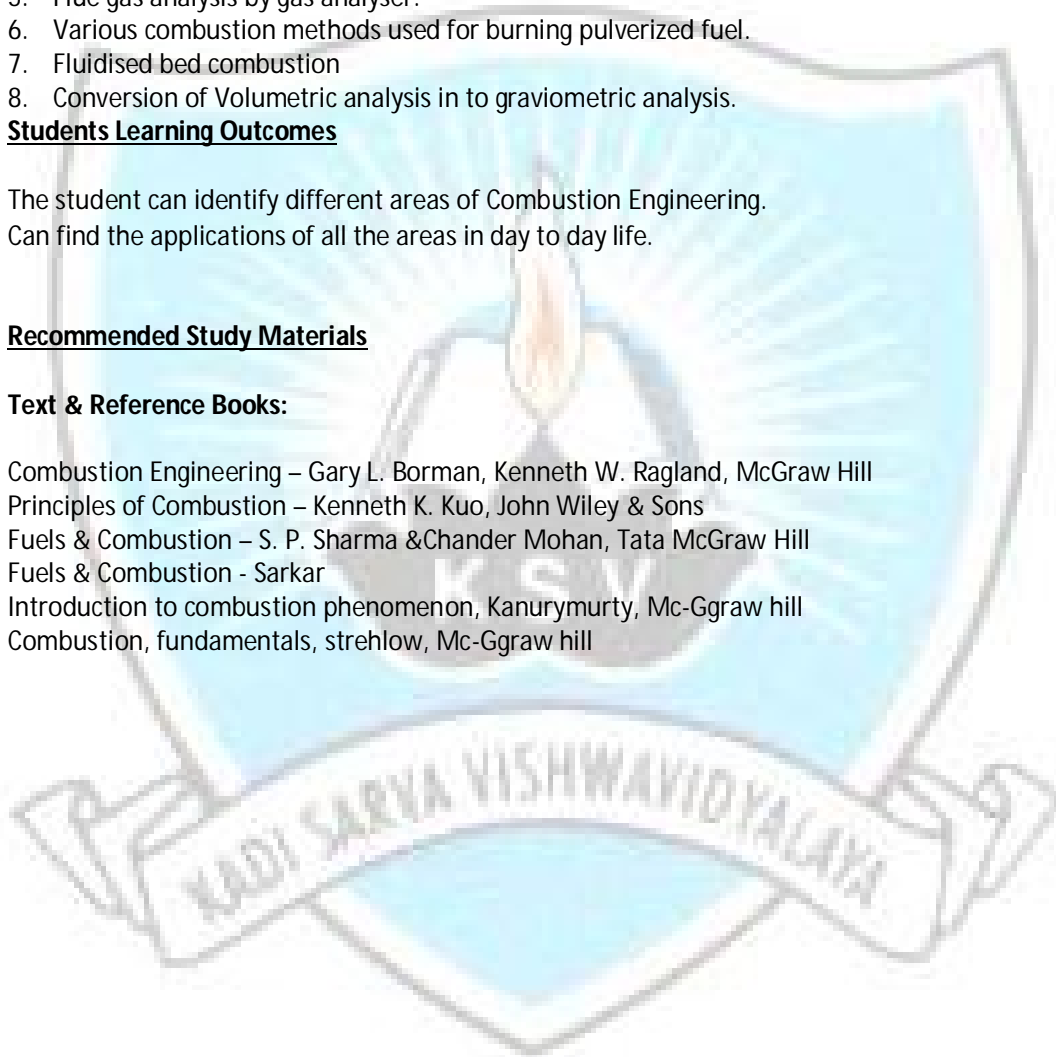 5. Flue gas analysis by gas analyser.
6. Various combustion methods used for burning pulverized fuel.
7. Fluidised bed combustion
8. Conversion of Volumetric analysis in to graviometric analysis.
Students Learning Outcomes
The student can identify different areas of Combustion Engineering.
Can find the applications of all the areas in day to day life.
Recommended Study Materials
Text & Reference Books:
Combustion Engineering – Gary L. Borman, Kenneth W. Ragland, McGraw Hill
Principles of Combustion – Kenneth K. Kuo, John Wiley & Sons
Fuels & Combustion – S. P. Sharma &Chander Mohan, Tata McGraw Hill
Fuels & Combustion - Sarkar
Introduction to combustion phenomenon, Kanurymurty, Mc-Ggraw hill
Combustion, fundamentals, strehlow, Mc-Ggraw hill
KSV
KADI SARVA VISHWAVIDYALAYA